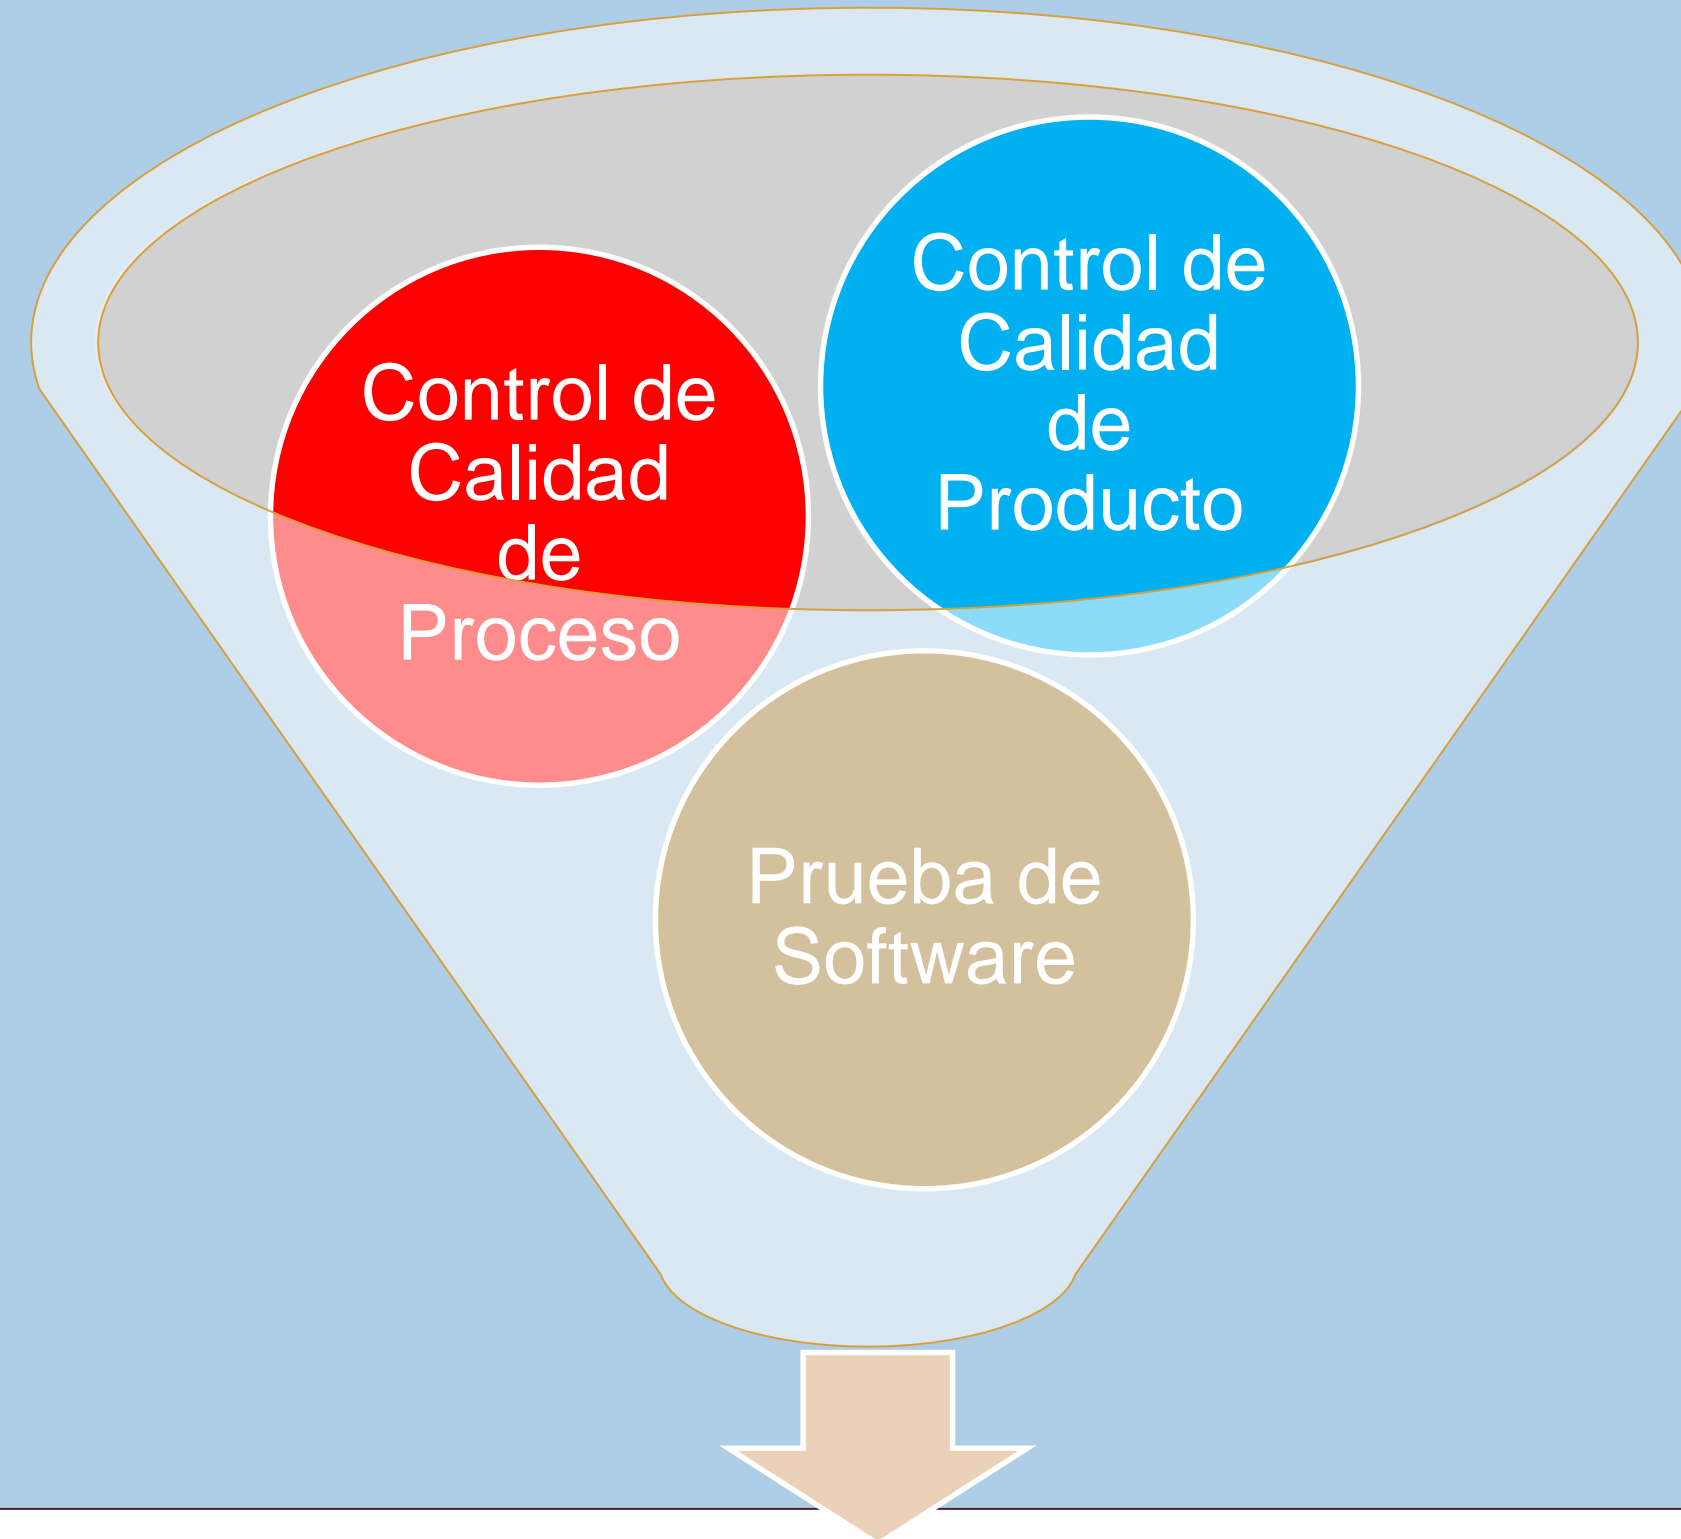 Control de
Calidad
de
Proceso
Control de
Calidad
de
Producto
Prueba de
Software